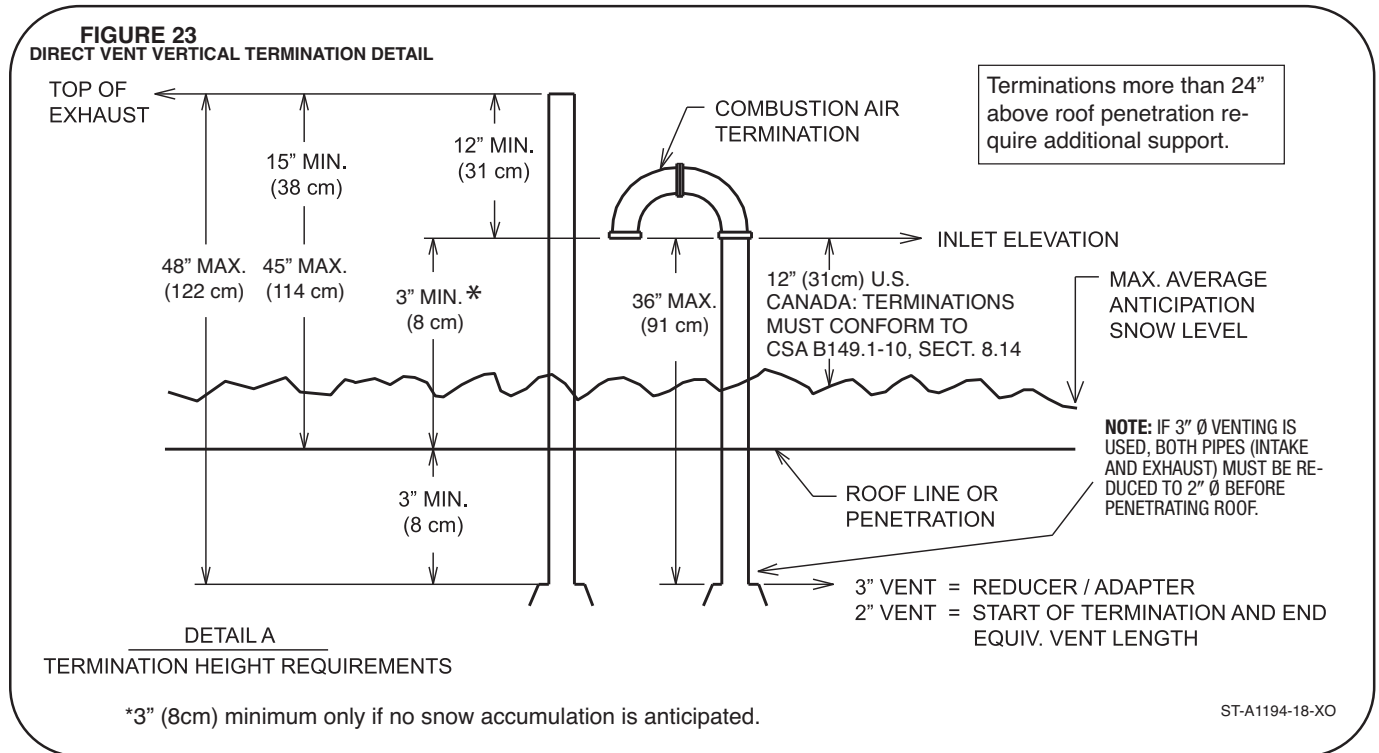 FIGURE 23
DIRECT VENT VERTICAL TERMINATION DETAIL
TOP OF
EXHAUST
15” MIN.
(38 cm)
12” MIN.
(31 cm)
COMBUSTION AIR
TERMINATION
Terminations more than 24”
above roof penetration re-
quire additional support.
INLET ELEVATION
48” MAX.
(122 cm)
45” MAX.
(114 cm)
3” MIN.*
(8 cm)
36” MAX.
(91 cm)
12” (31cm) U.S.
CANADA: TERMINATIONS
MUST CONFORM TO
CSA B149.1-10, SECT. 8.14
MAX. AVERAGE
ANTICIPATION
SNOW LEVEL
NOTE: IF 3” Ø VENTING IS
USED, BOTH PIPES (INTAKE
AND EXHAUST) MUST BE RE-
DUCED TO 2” Ø BEFORE
PENETRATING ROOF.
3” MIN.
(8 cm)
ROOF LINE OR
PENETRATION
3” VENT = REDUCER / ADAPTER
2” VENT = START OF TERMINATION AND END
EQUIV. VENT LENGTH
DETAIL A
TERMINATION HEIGHT REQUIREMENTS
*3” (8cm) minimum only if no snow accumulation is anticipated.
ST-A1194-18-XO